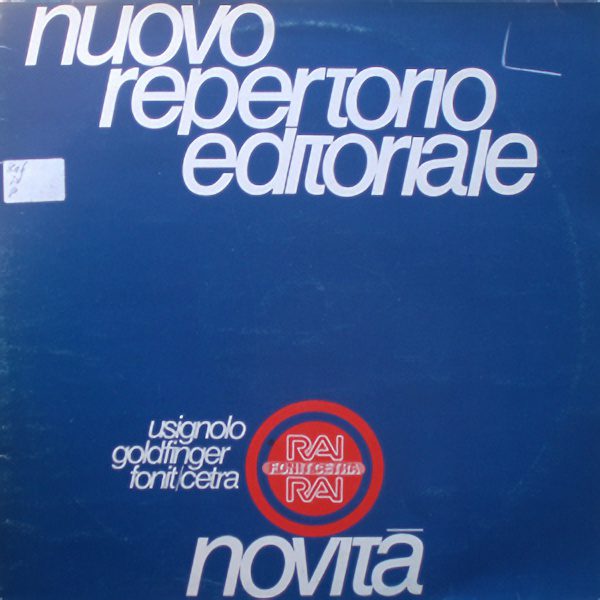 nuovo
repertorio
editoriale
usignolo
goldfinger
fonit/cetra
RAI
FONIT CETRA
RAI
novità